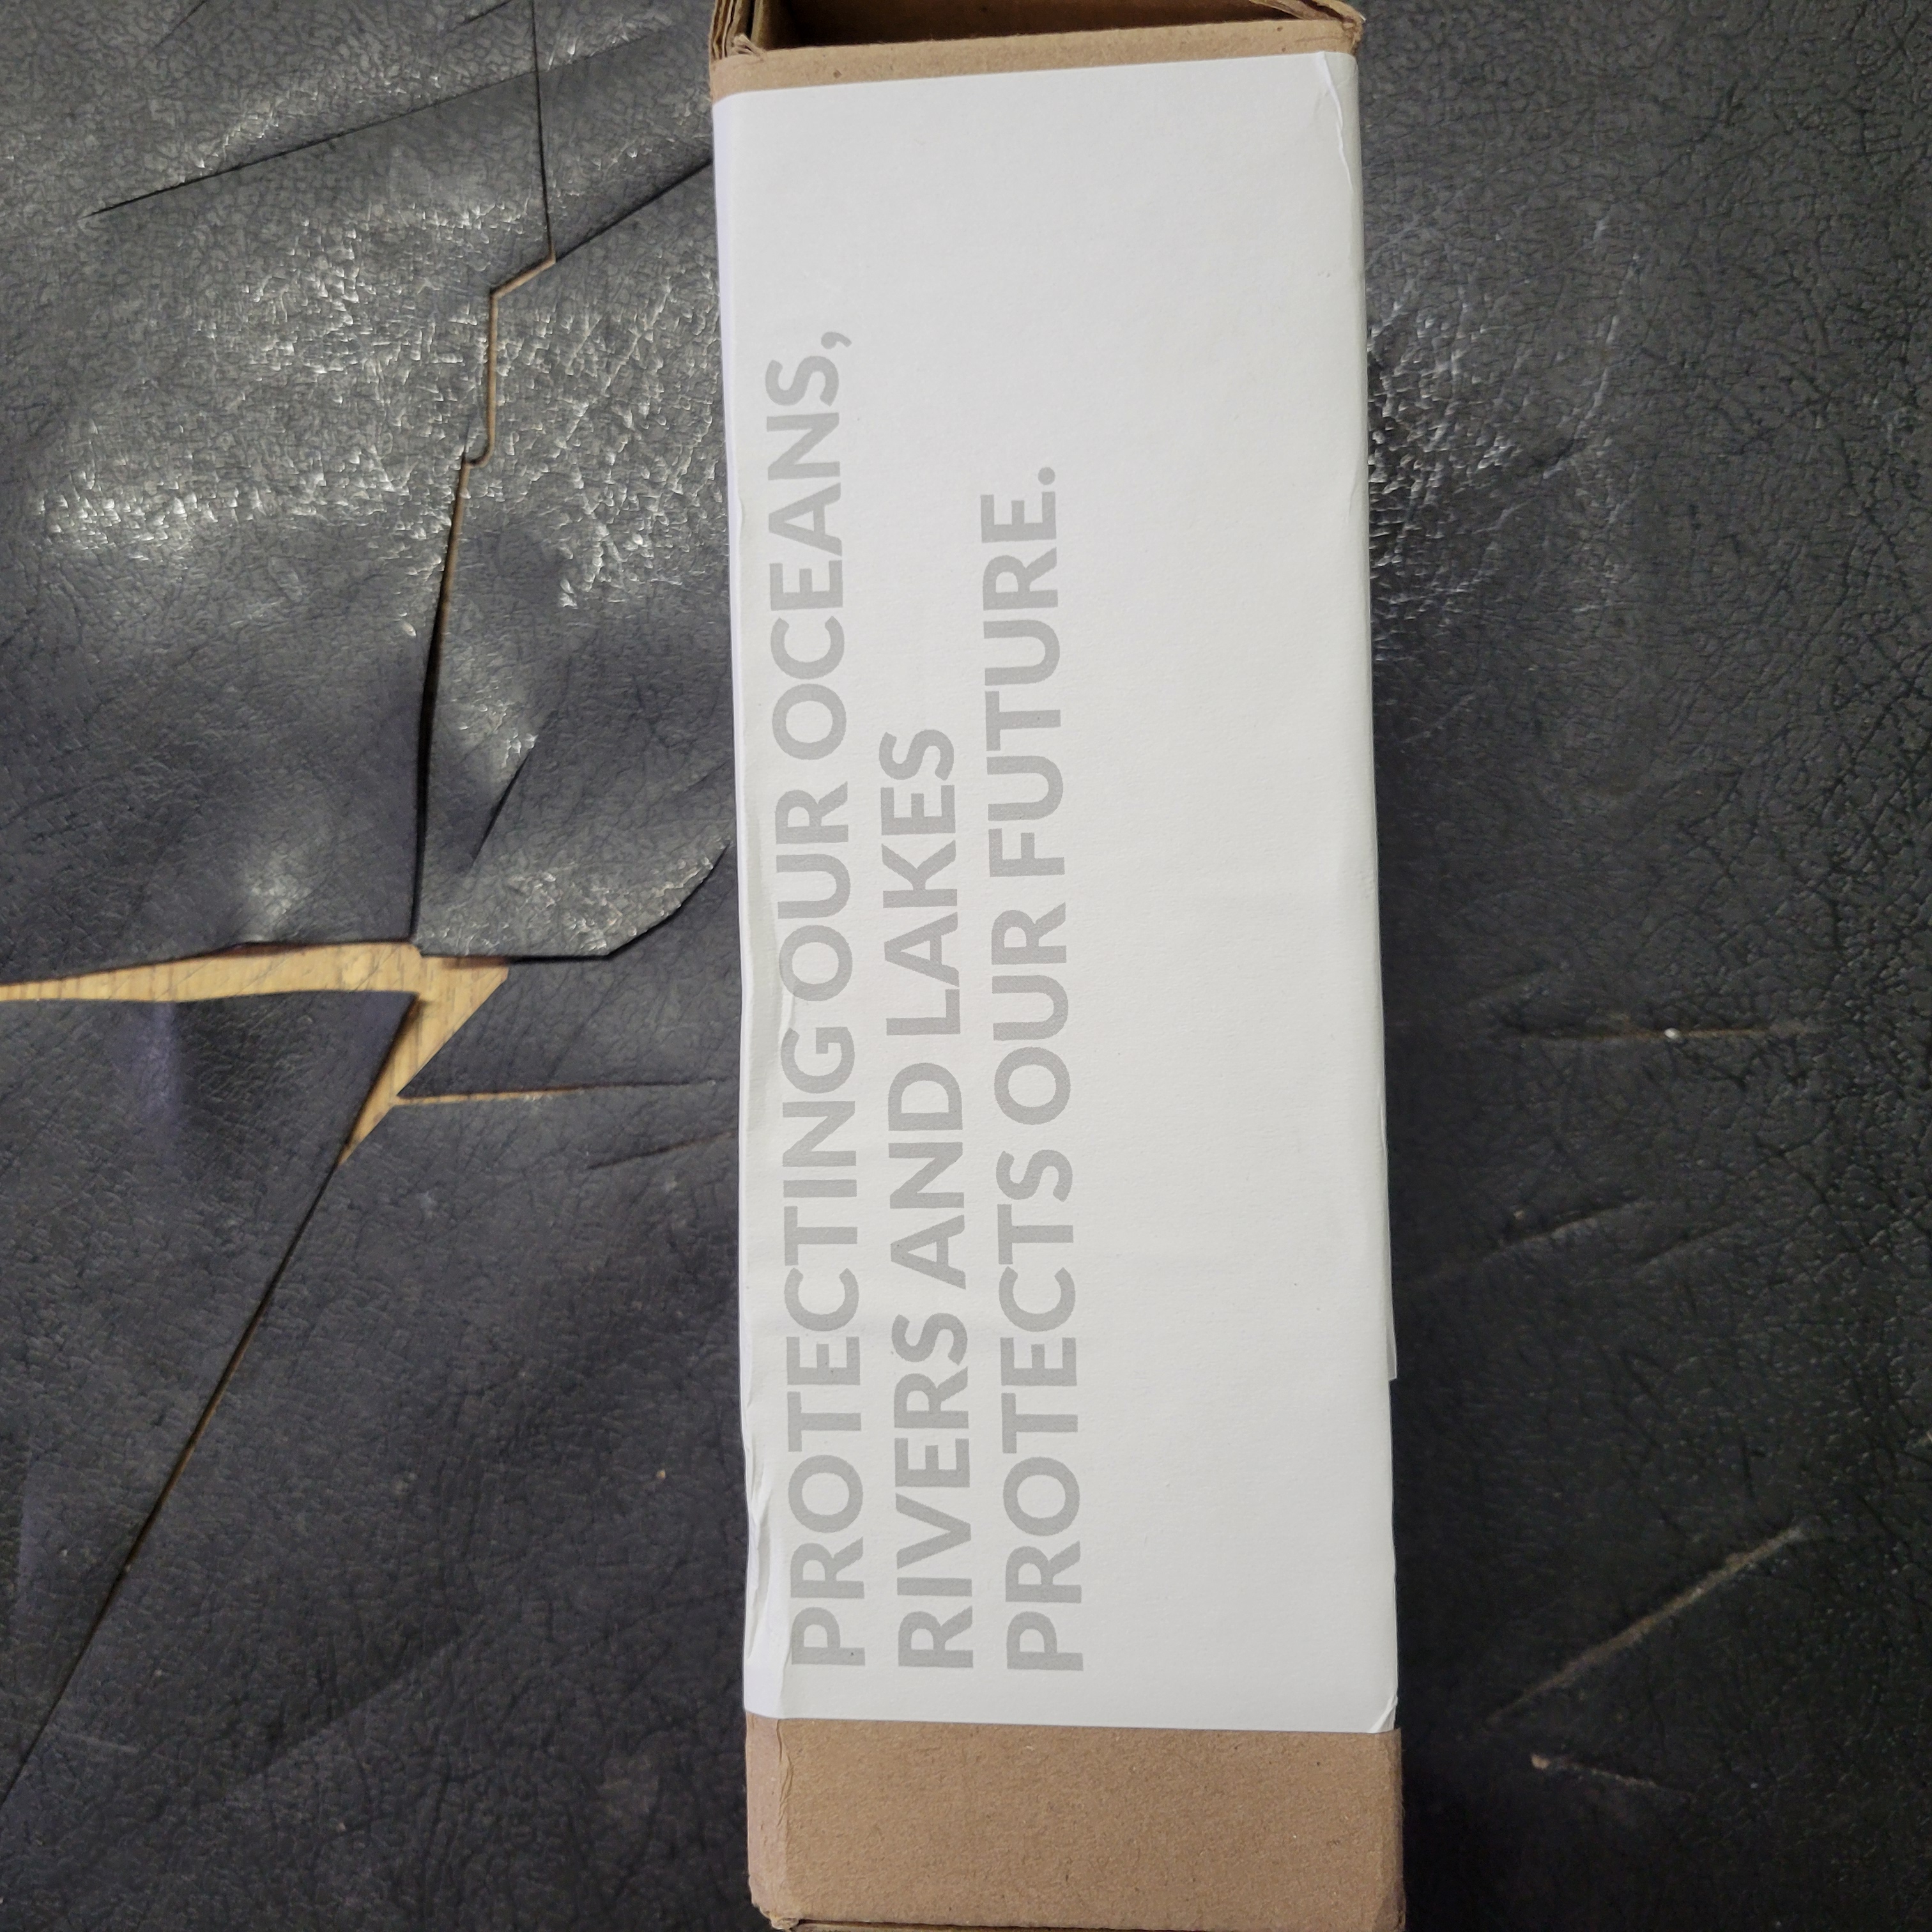 PROTECTING OUR OCEANS,
RIVERS AND LAKES
PROTECTS OUR FUTURE.